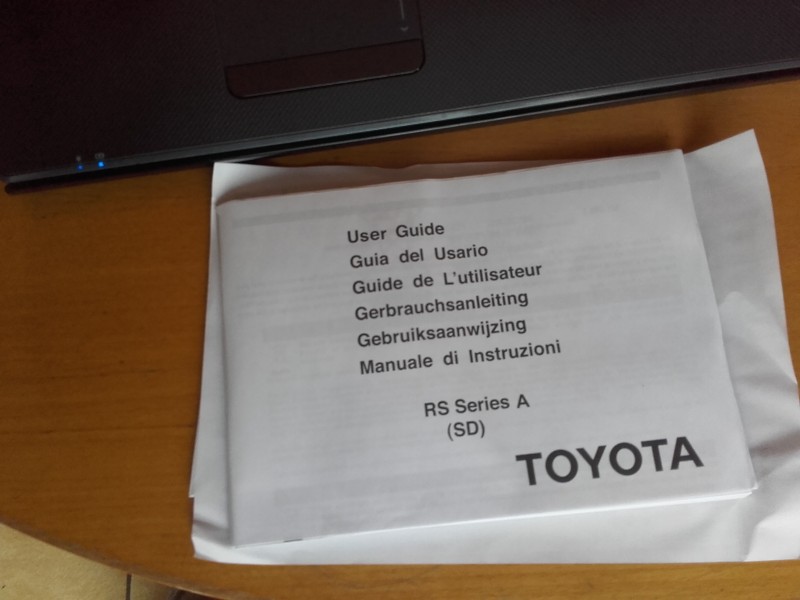 User Guide
Guia del Usario
Guide de L'utilisateur
Gerbrauchsanleiting
Gebruiksaanwijzing
Manuale di Instruzioni
RS Series A
(SD)
TOYOTA